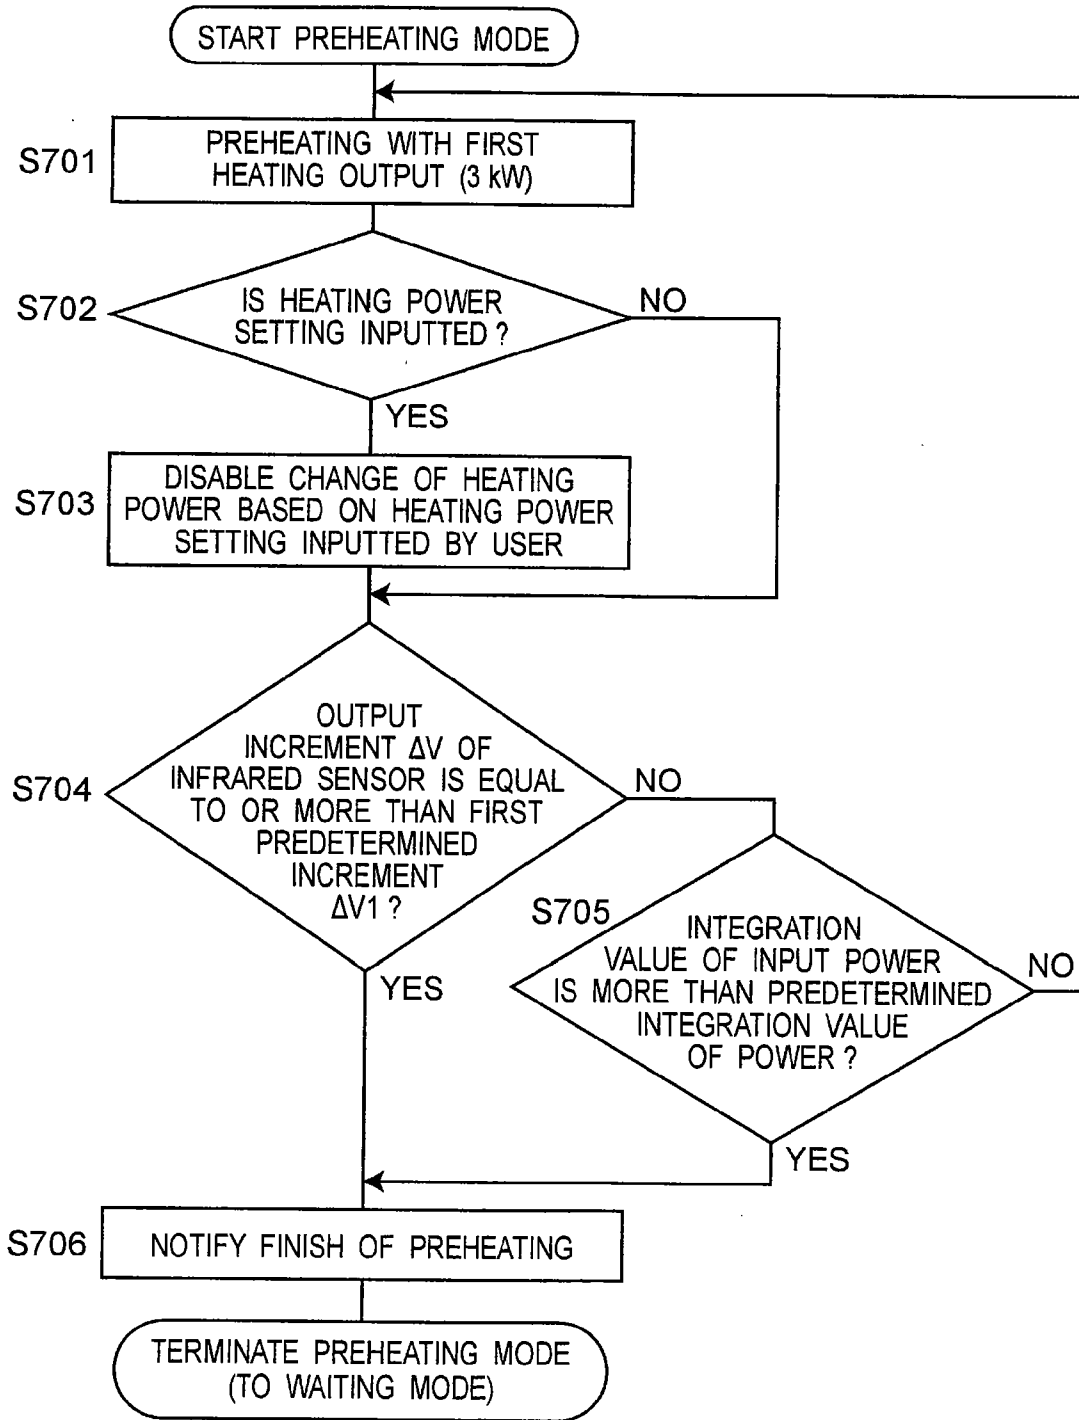 START PREHEATING MODE
S701
PREHEATING WITH FIRST
HEATING OUTPUT (3 kW)
S702
IS HEATING POWER
SETTING INPUTTED ?
NO
YES
S703
DISABLE CHANGE OF HEATING
POWER BASED ON HEATING POWER
SETTING INPUTTED BY USER
S704
OUTPUT
INCREMENT ΔV OF
INFRARED SENSOR IS EQUAL
TO OR MORE THAN FIRST
PREDETERMINED
INCREMENT
ΔV1 ?
NO
YES
S705
INTEGRATION
VALUE OF INPUT POWER
IS MORE THAN PREDETERMINED
INTEGRATION VALUE
OF POWER ?
NO
YES
S706
NOTIFY FINISH OF PREHEATING
TERMINATE PREHEATING MODE
(TO WAITING MODE)